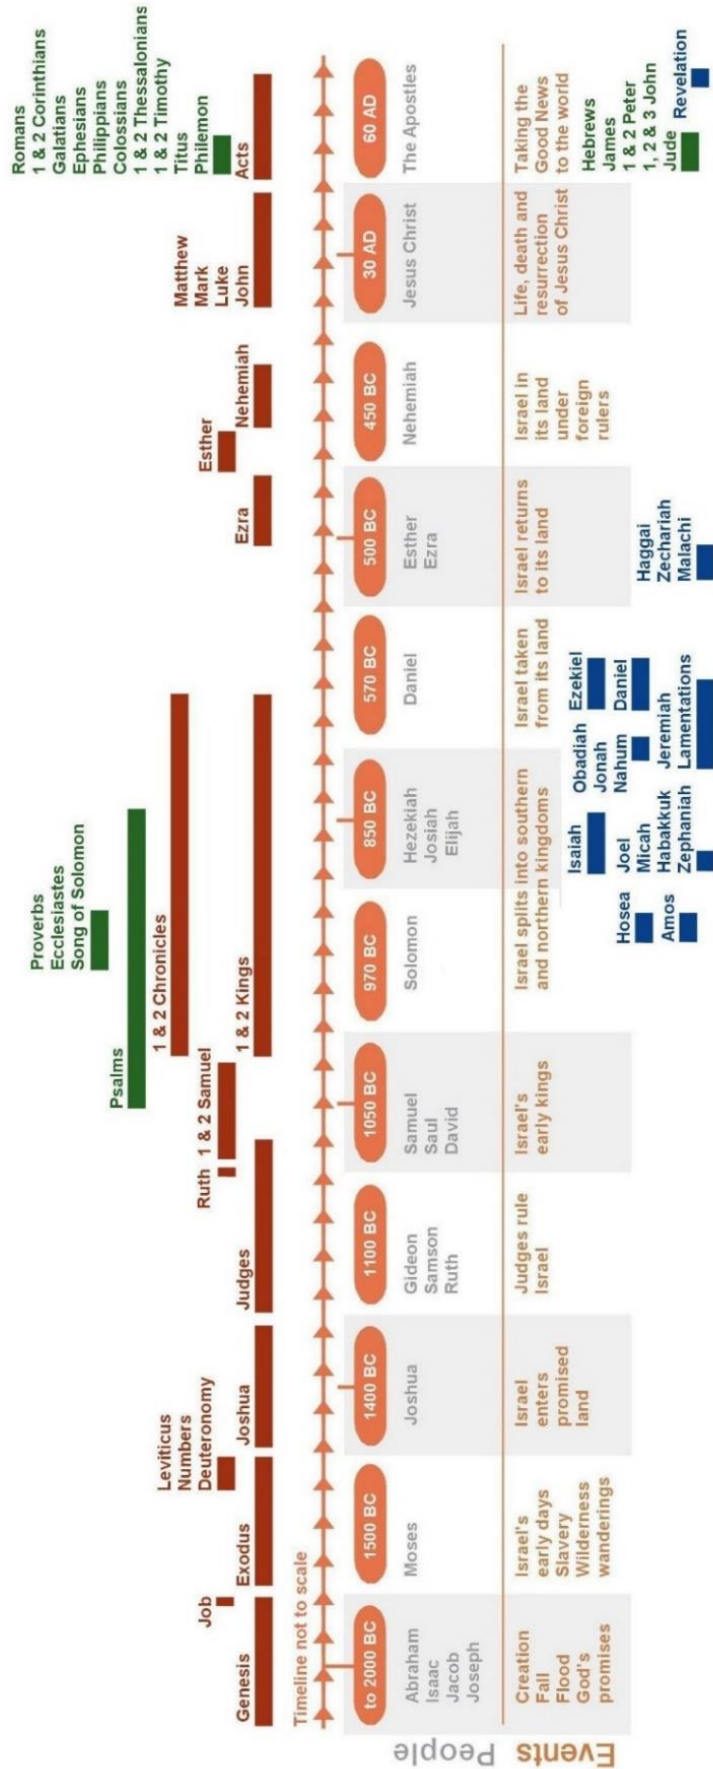 Proverbs
Ecclesiastes
Song of Solomon
Psalms
1 & 2 Chronicles
Romans
1 & 2 Corinthians
Galatians
Ephesians
Philippians
Colossians
1 & 2 Thessalonians
1 & 2 Timothy
Titus
Philemon
Leviticus
Numbers
Deuteronomy
Job
Ruth
1 & 2 Samuel
Esther
Matthew
Mark
Luke
John
Genesis
Exodus
Joshua
Judges
1 & 2 Kings
Ezra
Nehemiah
Acts
Timeline not to scale
to 2000 BC
1500 BC
1400 BC
1100 BC
1050 BC
970 BC
850 BC
570 BC
500 BC
450 BC
30 AD
60 AD
People
Abraham
Isaac
Jacob
Joseph
Moses
Joshua
Gideon
Samson
Ruth
Samuel
Saul
David
Solomon
Hezekiah
Josiah
Elijah
Daniel
Esther
Ezra
Nehemiah
Jesus Christ
The Apostles
Events
Creation
Fall
Flood
God's
promises
Israel's
early days
Slavery
Wilderness
wanderings
Israel
enters
promised
land
Judges rule
Israel
Israel's
early kings
Israel splits into southern
and northern kingdoms
Israel taken
from its land
Israel returns
to its land
Israel in
its land
under
foreign
rulers
Life, death and
resurrection
of Jesus Christ
Taking the
Good News
to the world
Hosea
Amos
Isaiah
Joel
Micah
Habakkuk
Zephaniah
Obadiah
Jonah
Nahum
Jeremiah
Lamentations
Ezekiel
Daniel
Haggai
Zechariah
Malachi
Hebrews
James
1 & 2 Peter
1, 2 & 3 John
Jude
Revelation